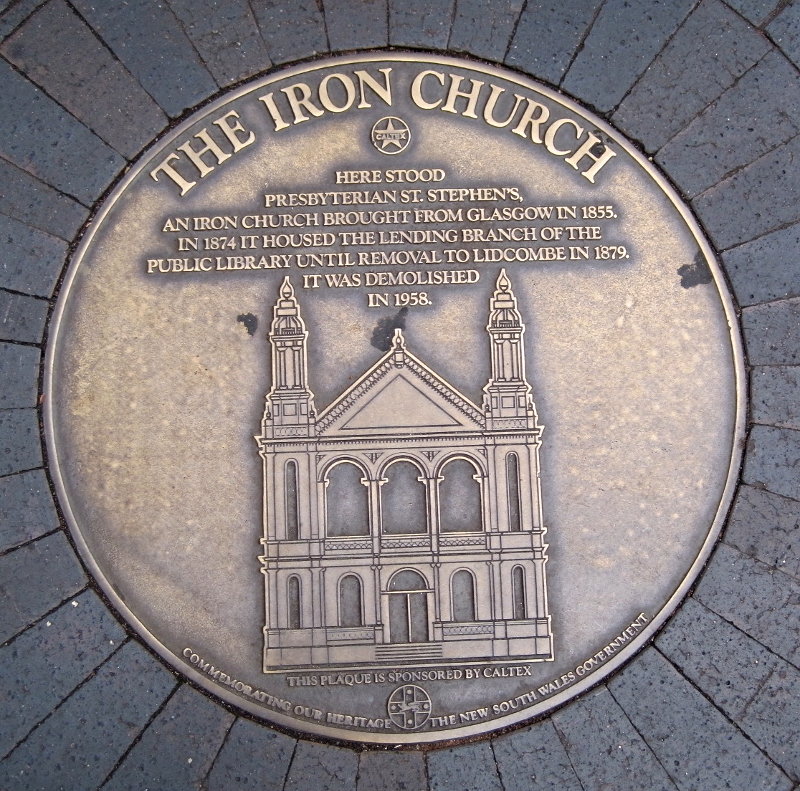 THE IRON CHURCH
CALTEX
HERE STOOD
PRESBYTERIAN ST. STEPHEN'S,
AN IRON CHURCH BROUGHT FROM GLASGOW IN 1855.
IN 1874 IT HOUSED THE LENDING BRANCH OF THE
PUBLIC LIBRARY UNTIL REMOVAL TO LIDCOMBE IN 1879.
IT WAS DEMOLISHED
IN 1958.
THIS PLAQUE IS SPONSORED BY CALTEX
COMMEMORATING OUR HERITAGE THE NEW SOUTH WALES GOVERNMENT